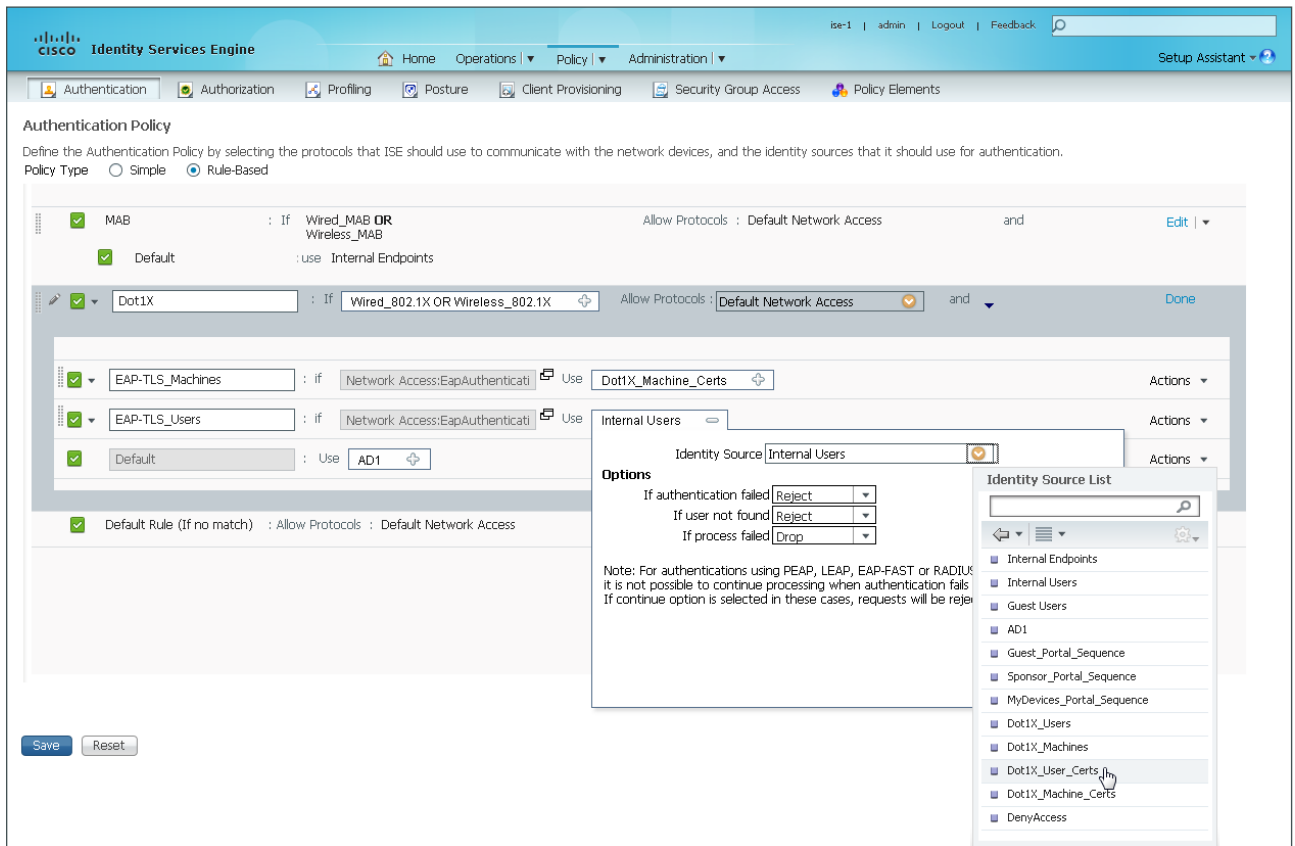 ise-1 | admin | Logout | Feedback
CISCO Identity Services Engine
Home Operations | Policy | Administration |
Setup Assistant
Authentication Authorization Profiling Posture Client Provisioning Security Group Access Policy Elements
Authentication Policy
Define the Authentication Policy by selecting the protocols that ISE should use to communicate with the network devices, and the identity sources that it should use for authentication.
Policy Type Simple Rule-Based
MAB : If Wired_MAB OR Allow Protocols : Default Network Access and Edit |
Wireless_MAB
Default : use Internal Endpoints
Dot1X : If Wired_802.1X OR Wireless_802.1X Allow Protocols : Default Network Access and Done
EAP-TLS_Machines : if Network Access:EapAuthenticati Use Dot1X_Machine_Certs Actions
EAP-TLS_Users : if Network Access:EapAuthenticati Use Internal Users Actions
Default : Use AD1 Actions
Default Rule (If no match) : Allow Protocols : Default Network Access
Identity Source Internal Users
Options
If authentication failed Reject
If user not found Reject
If process failed Drop
Note: For authentications using PEAP, LEAP, EAP-FAST or RADIUS
it is not possible to continue processing when authentication fails
If continue option is selected in these cases, requests will be reje
Identity Source List
Internal Endpoints
Internal Users
Guest Users
AD1
Guest_Portal_Sequence
Sponsor_Portal_Sequence
MyDevices_Portal_Sequence
Dot1X_Users
Dot1X_Machines
Dot1X_User_Certs
Dot1X_Machine_Certs
DenyAccess
Save Reset